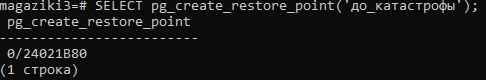 magaziki3=# SELECT pg_create_restore_point('до_катастрофы');
pg_create_restore_point
-------------------------
0/24021B80
(1 строка)